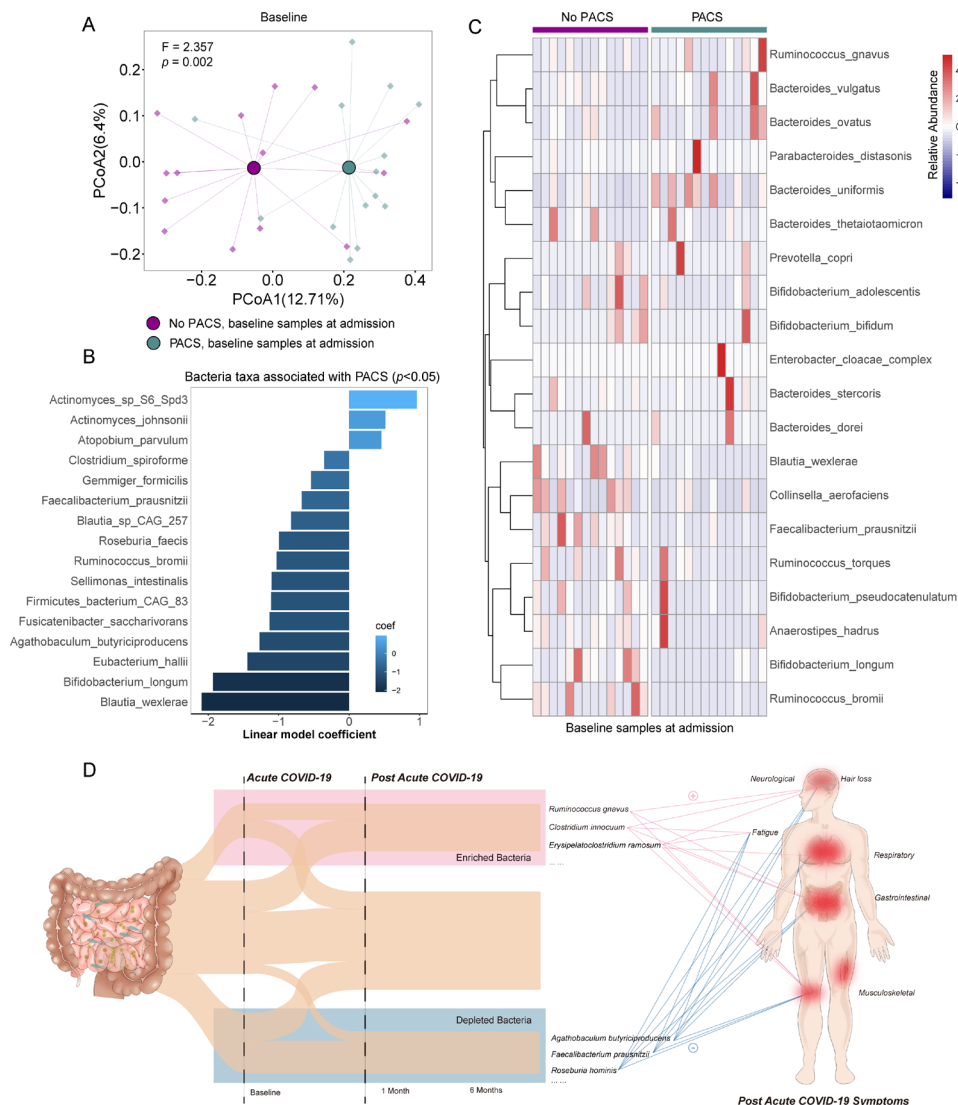 A
Baseline
F = 2.357
p = 0.002
0.2
0.1
0.0
−0.1
−0.2
PCoA2(6.4%)
−0.2
0.0
0.2
0.4
PCoA1(12.71%)
No PACS, baseline samples at admission
PACS, baseline samples at admission
B
Bacteria taxa associated with PACS (p<0.05)
Actinomyces_sp_S6_Spd3
Actinomyces_johnsonii
Atopobium_parvulum
Clostridium_spiroforme
Gemmiger_formicilis
Faecalibacterium_prausnitzii
Blautia_sp_CAG_257
Roseburia_faecis
Ruminococcus_bromii
Sellimonas_intestinalis
Firmicutes_bacterium_CAG_83
Fusicatenibacter_saccharivorans
Agathobaculum_butyriciproducens
Eubacterium_hallii
Bifidobacterium_longum
Blautia_wexlerae
coef
1
0
−1
−2
−2
−1
0
1
Linear model coefficient
C
No PACS
PACS
Ruminococcus_gnavus
Bacteroides_vulgatus
Bacteroides_ovatus
Parabacteroides_distasonis
Bacteroides_uniformis
Bacteroides_thetaiotaomicron
Prevotella_copri
Bifidobacterium_adolescentis
Bifidobacterium_bifidum
Enterobacter_cloacae_complex
Bacteroides_stercoris
Bacteroides_dorei
Blautia_wexlerae
Collinsella_aerofaciens
Faecalibacterium_prausnitzii
Ruminococcus_torques
Bifidobacterium_pseudocatenulatum
Anaerostipes_hadrus
Bifidobacterium_longum
Ruminococcus_bromii
Baseline samples at admission
Relative Abundance
4
2
0
D
Acute COVID-19
Post Acute COVID-19
Enriched Bacteria
Depleted Bacteria
Baseline
1 Month
6 Months
Ruminococcus gnavus
Clostridium innocuum
Erysipelatoclostridium ramosum
... ...
Agathobaculum butyriciproducens
Faecalibacterium prausnitzii
Roseburia hominis
... ...
+
−
Neurological
Hair loss
Fatigue
Respiratory
Gastrointestinal
Musculoskeletal
Post Acute COVID-19 Symptoms